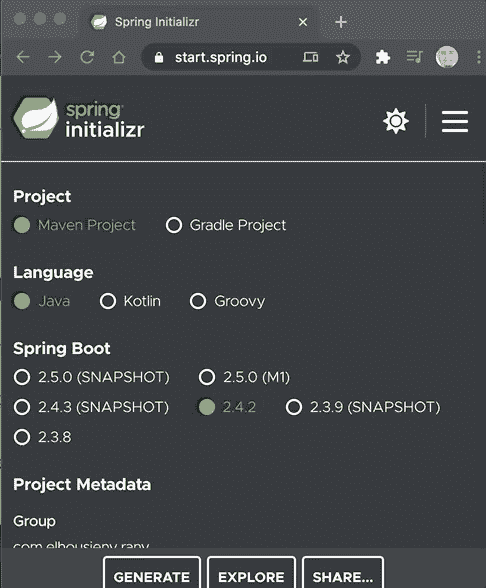 Spring Initializr
start.spring.io
spring
initializr
Project
Maven Project Gradle Project
Language
Java Kotlin Groovy
Spring Boot
2.5.0 (SNAPSHOT) 2.5.0 (M1)
2.4.3 (SNAPSHOT) 2.4.2 2.3.9 (SNAPSHOT)
2.3.8
Project Metadata
Group
com.elhousieny.rany
GENERATE EXPLORE SHARE...